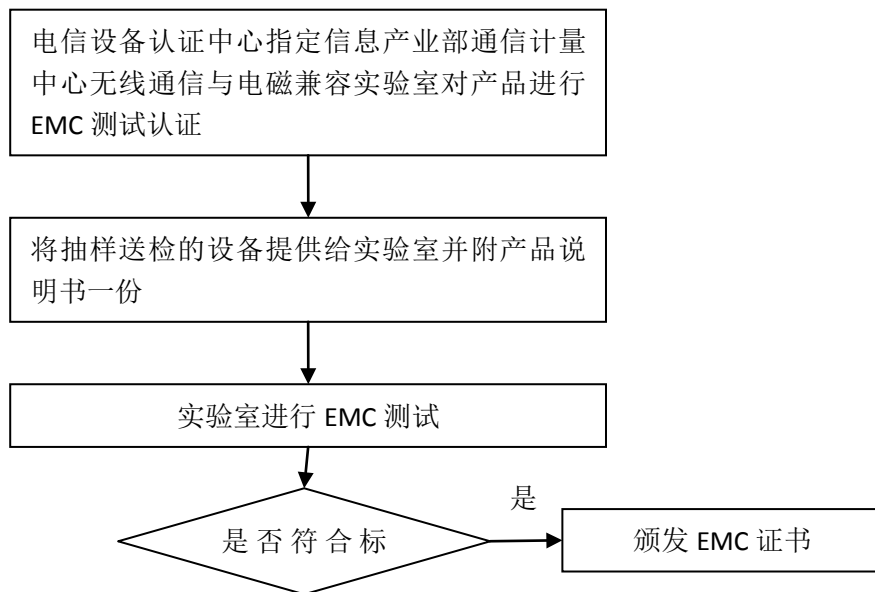 电信设备认证中心指定信息产业部通信计量
中心无线通信与电磁兼容实验室对产品进行
EMC 测试认证
将抽样送检的设备提供给实验室并附产品说
明书一份
实验室进行 EMC 测试
是否符合标
是
颁发 EMC 证书